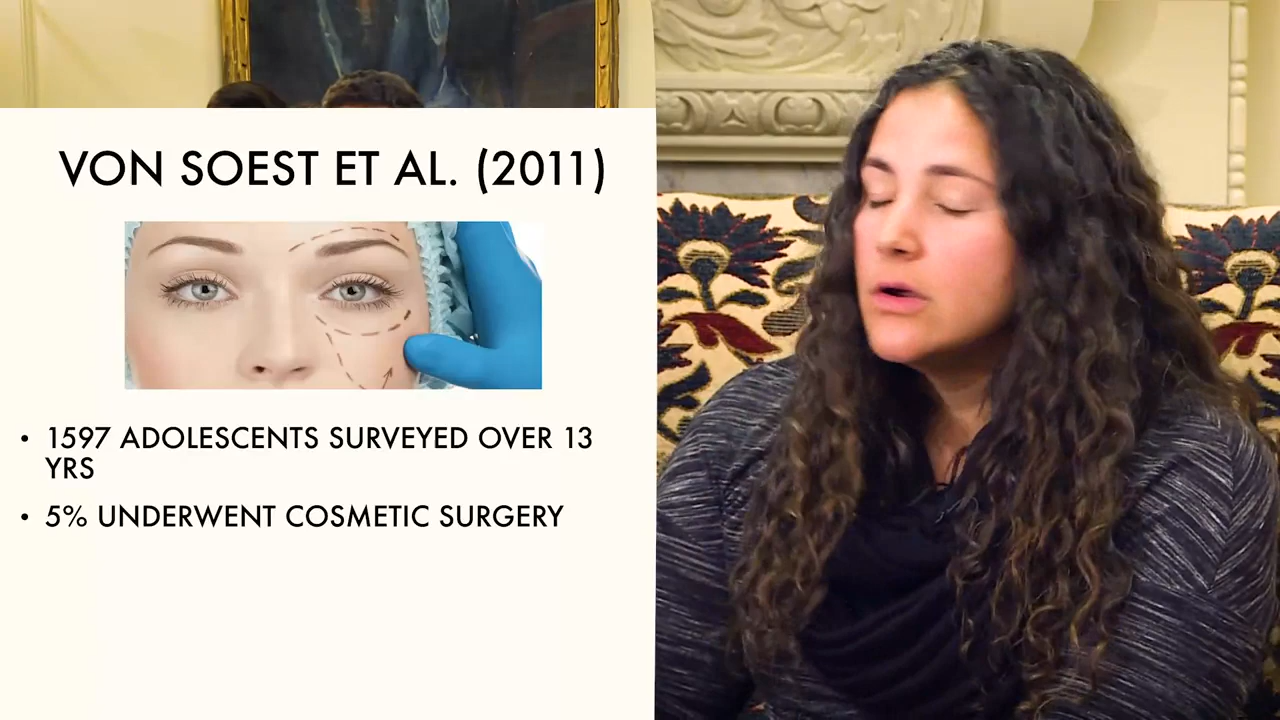 VON SOEST ET AL. (2011)
• 1597 ADOLESCENTS SURVEYED OVER 13
YRS
• 5% UNDERWENT COSMETIC SURGERY